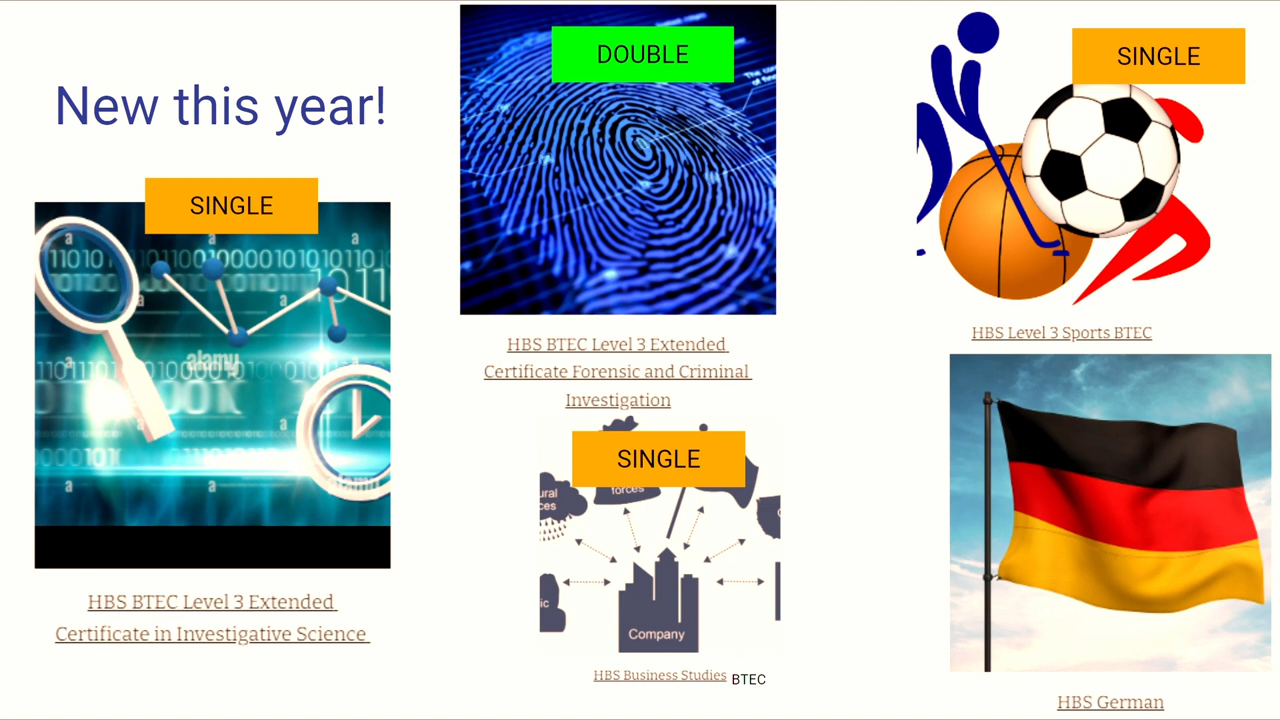 New this year!
SINGLE
alamy
HBS BTEC Level 3 Extended
Certificate in Investigative Science
DOUBLE
HBS BTEC Level 3 Extended
Certificate Forensic and Criminal
Investigation
SINGLE
forces
Company
HBS Business Studies BTEC
SINGLE
HBS Level 3 Sports BTEC
HBS German